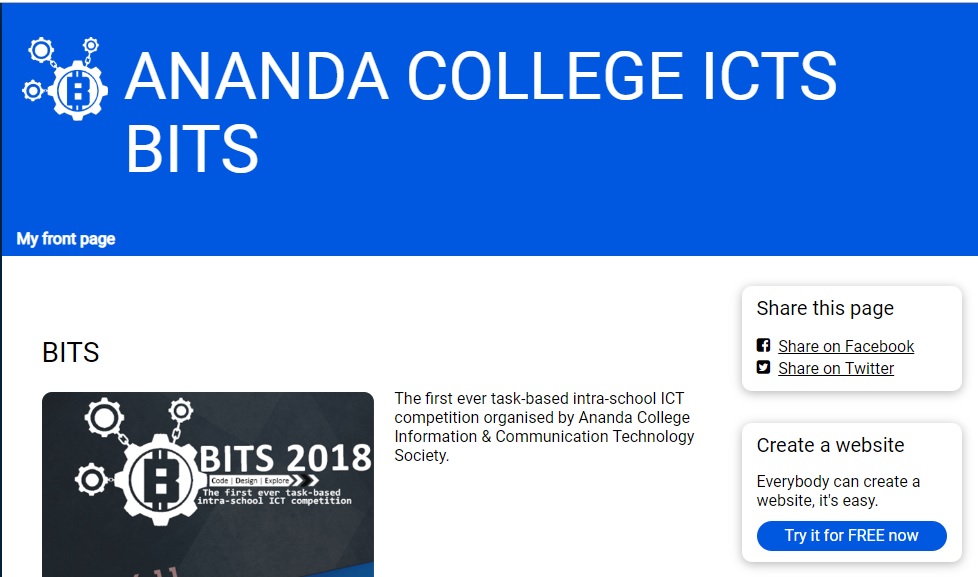 ANANDA COLLEGE ICTS
BITS
My front page
BITS
BITS 2018
Code | Design | Explore
The first ever task-based
intra-school ICT competition
The first ever task-based intra-school ICT
competition organised by Ananda College
Information & Communication Technology
Society.
Share this page
Share on Facebook
Share on Twitter
Create a website
Everybody can create a
website, it's easy.
Try it for FREE now